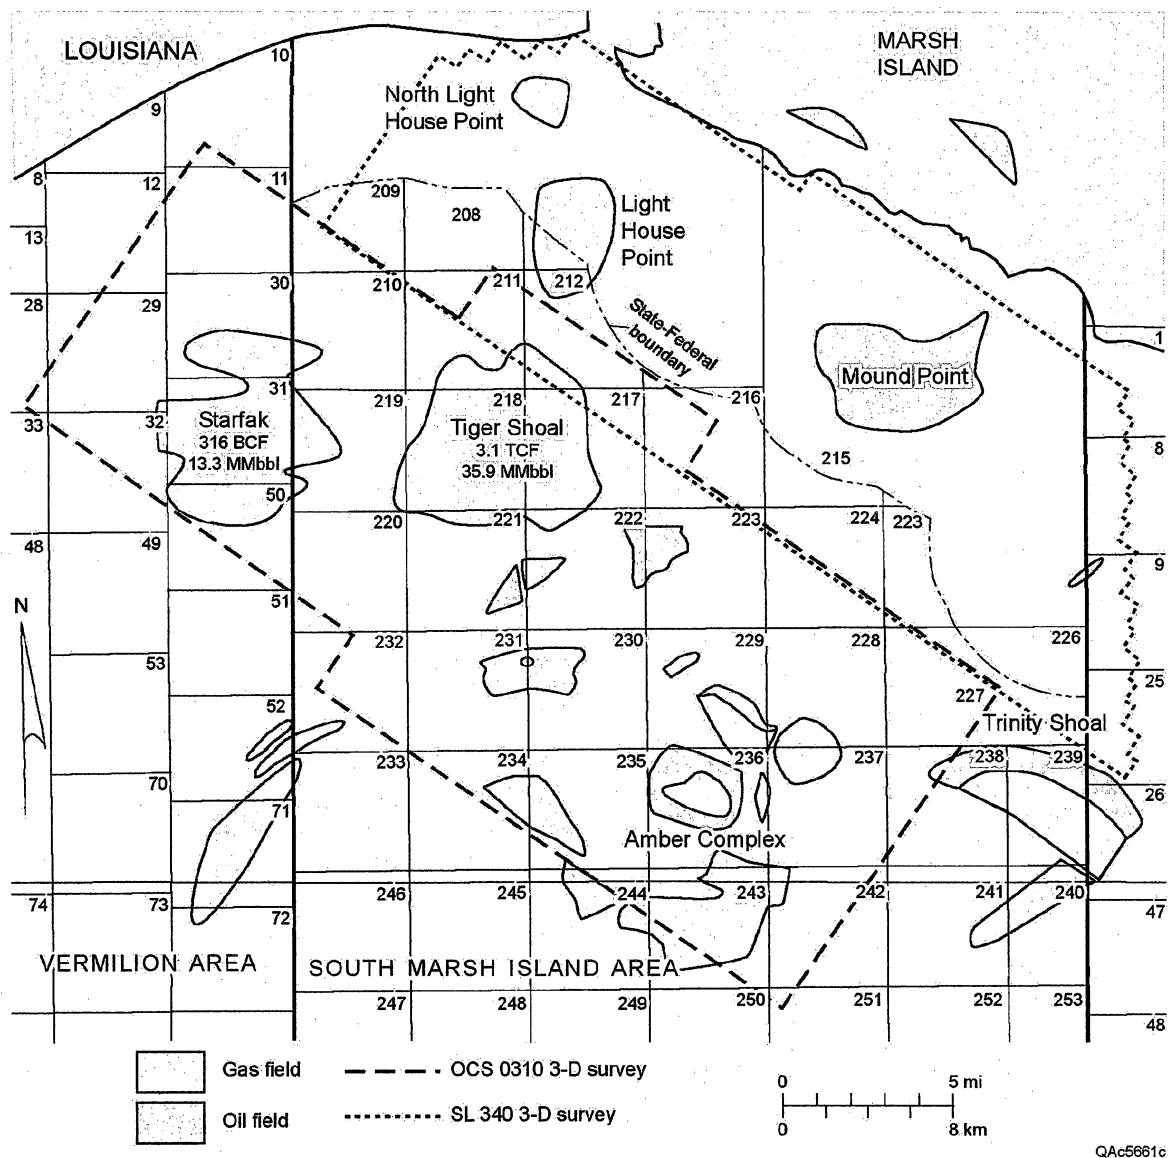 LOUISIANA
MARSH
ISLAND
10
North Light
House Point
9
8
12
11
209
208
Light
House
Point
13
30
210
211
212
28
29
State-Federal
boundary
1
Mound Point
31
219
218
217
216
33
32
Starfak
316 BCF
13.3 MMbbl
Tiger Shoal
3.1 TCF
35.9 MMbbl
215
8
50
220
221
222
223
224
223
48
49
9
51
N
232
231
230
229
228
226
53
25
52
227
Trinity Shoal
233
234
235
236
237
238
239
70
26
71
Amber Complex
74
73
72
246
245
244
243
242
241
240
47
VERMILION AREA
SOUTH MARSH ISLAND AREA
247
248
249
250
251
252
253
48
Gas field
OCS 0310 3-D survey
0
5 mi
Oil field
SL 340 3-D survey
0
8 km
QAc5661c